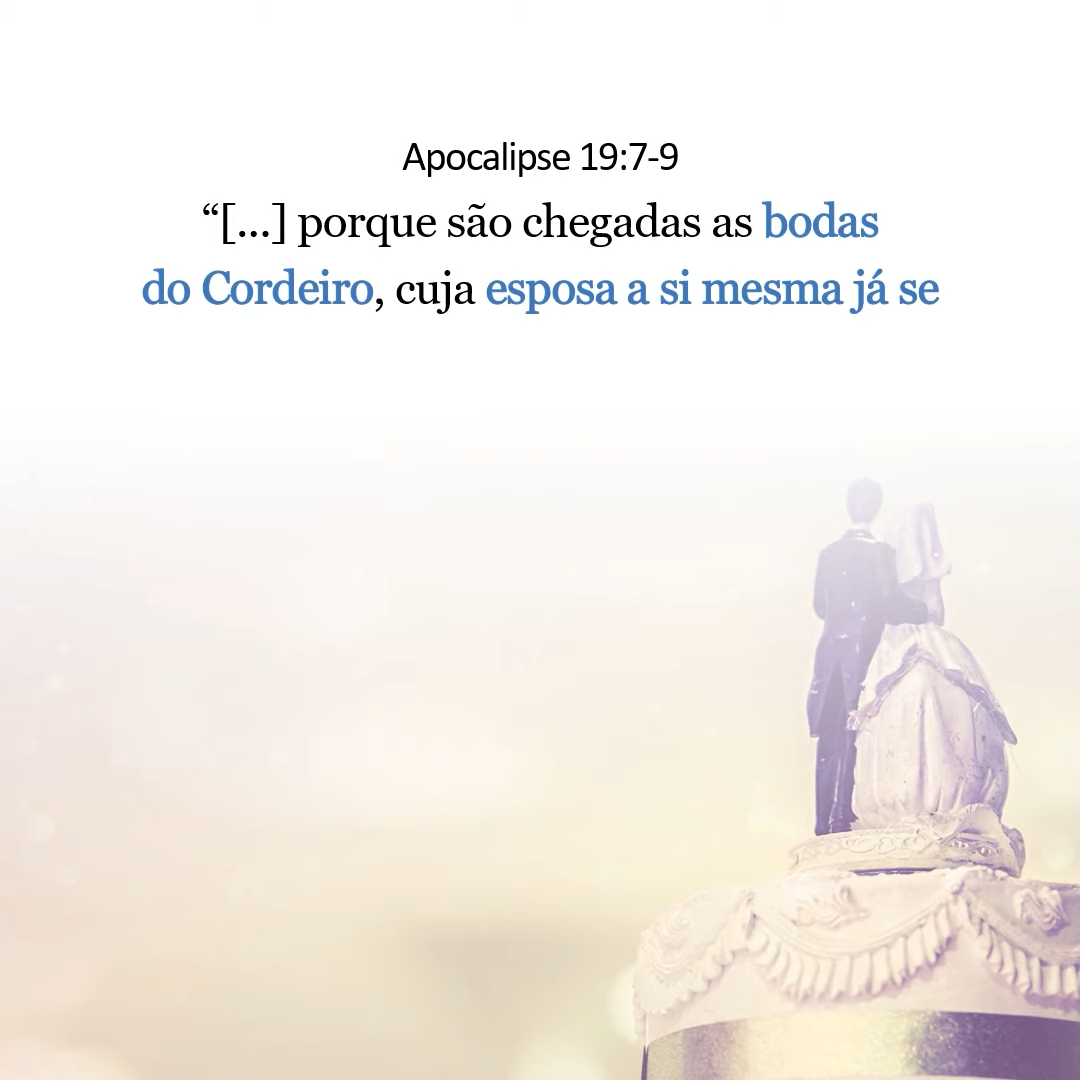 Apocalipse 19:7-9
“[...] porque são chegadas as bodas
do Cordeiro, cuja esposa a si mesma já se